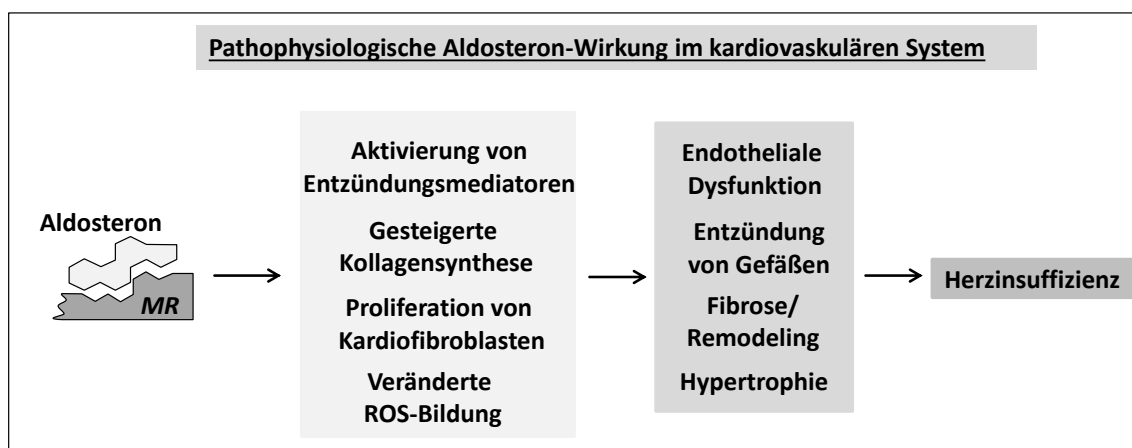 Pathophysiologische Aldosteron-Wirkung im kardiovaskulären System
Aldosteron
MR
Aktivierung von
Entzündungsmediatoren
Gesteigerte
Kollagensynthese
Proliferation von
Kardiofibroblasten
Veränderte
ROS-Bildung
Endotheliale
Dysfunktion
Entzündung
von Gefäßen
Fibrose/
Remodeling
Hypertrophie
Herzinsuffizienz